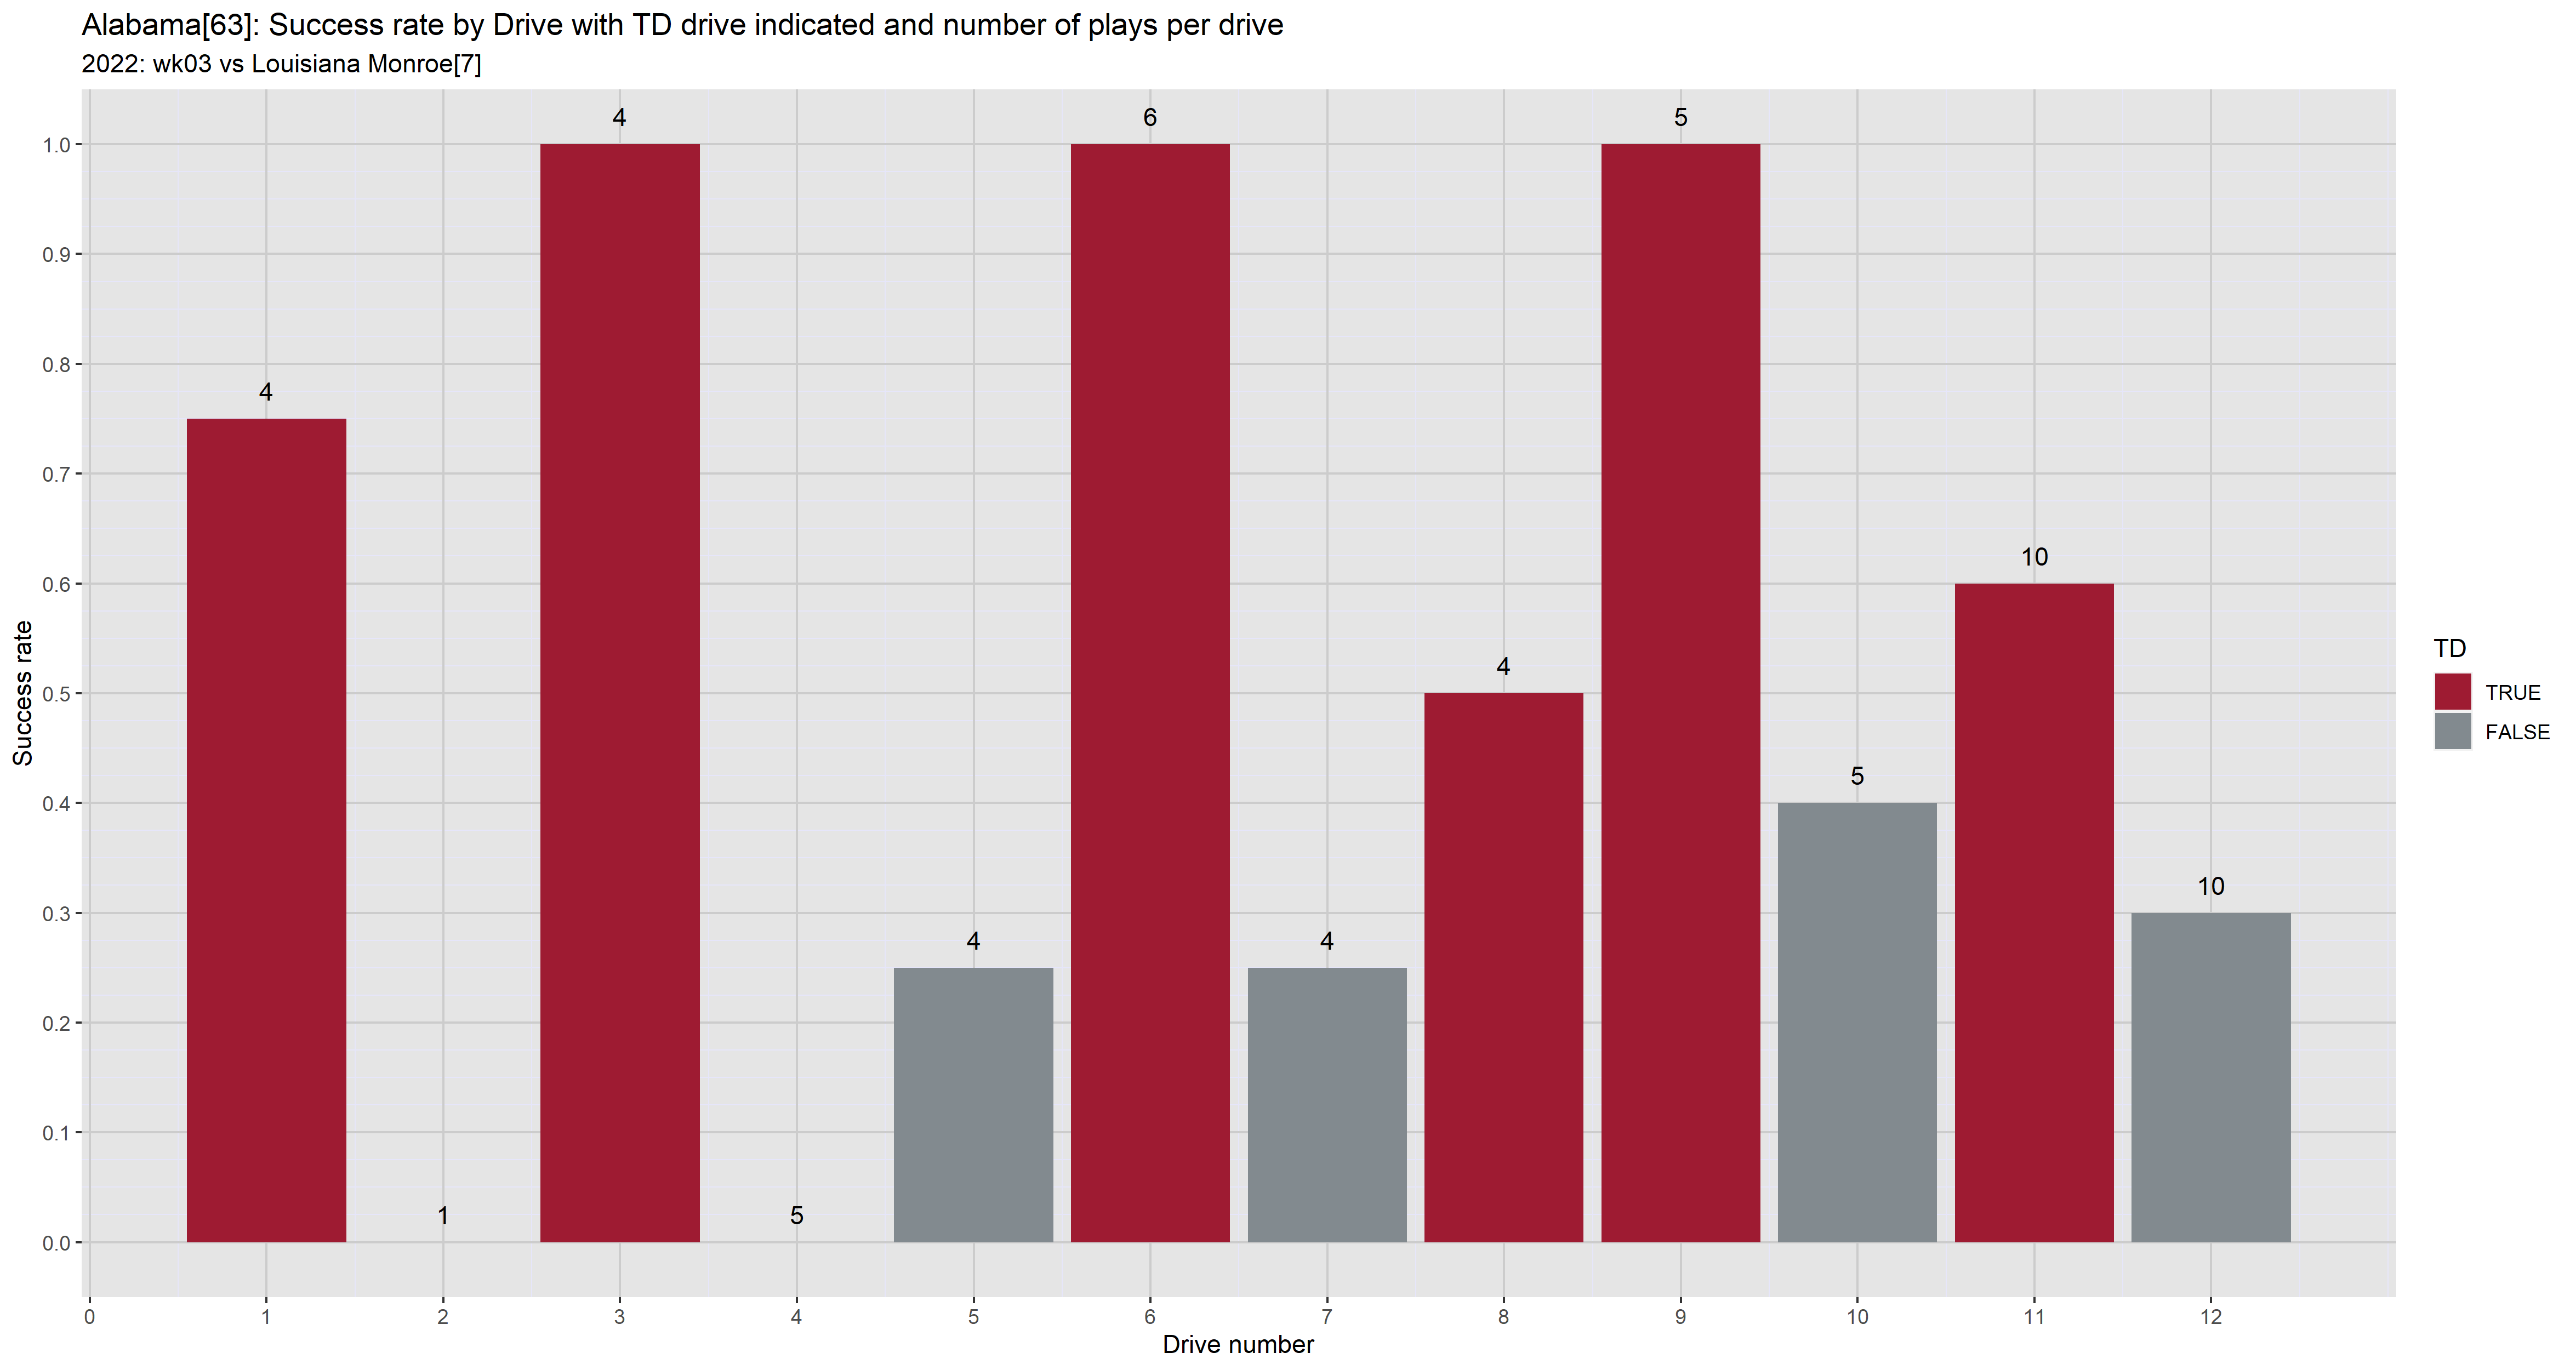 Alabama[63]: Success rate by Drive with TD drive indicated and number of plays per drive
2022: wk03 vs Louisiana Monroe[7]
Success rate
1.0
0.9
0.8
0.7
0.6
0.5
0.4
0.3
0.2
0.1
0.0
4
1
4
5
4
6
4
4
5
5
10
10
0 1 2 3 4 5 6 7 8 9 10 11 12
Drive number
TD
TRUE
FALSE